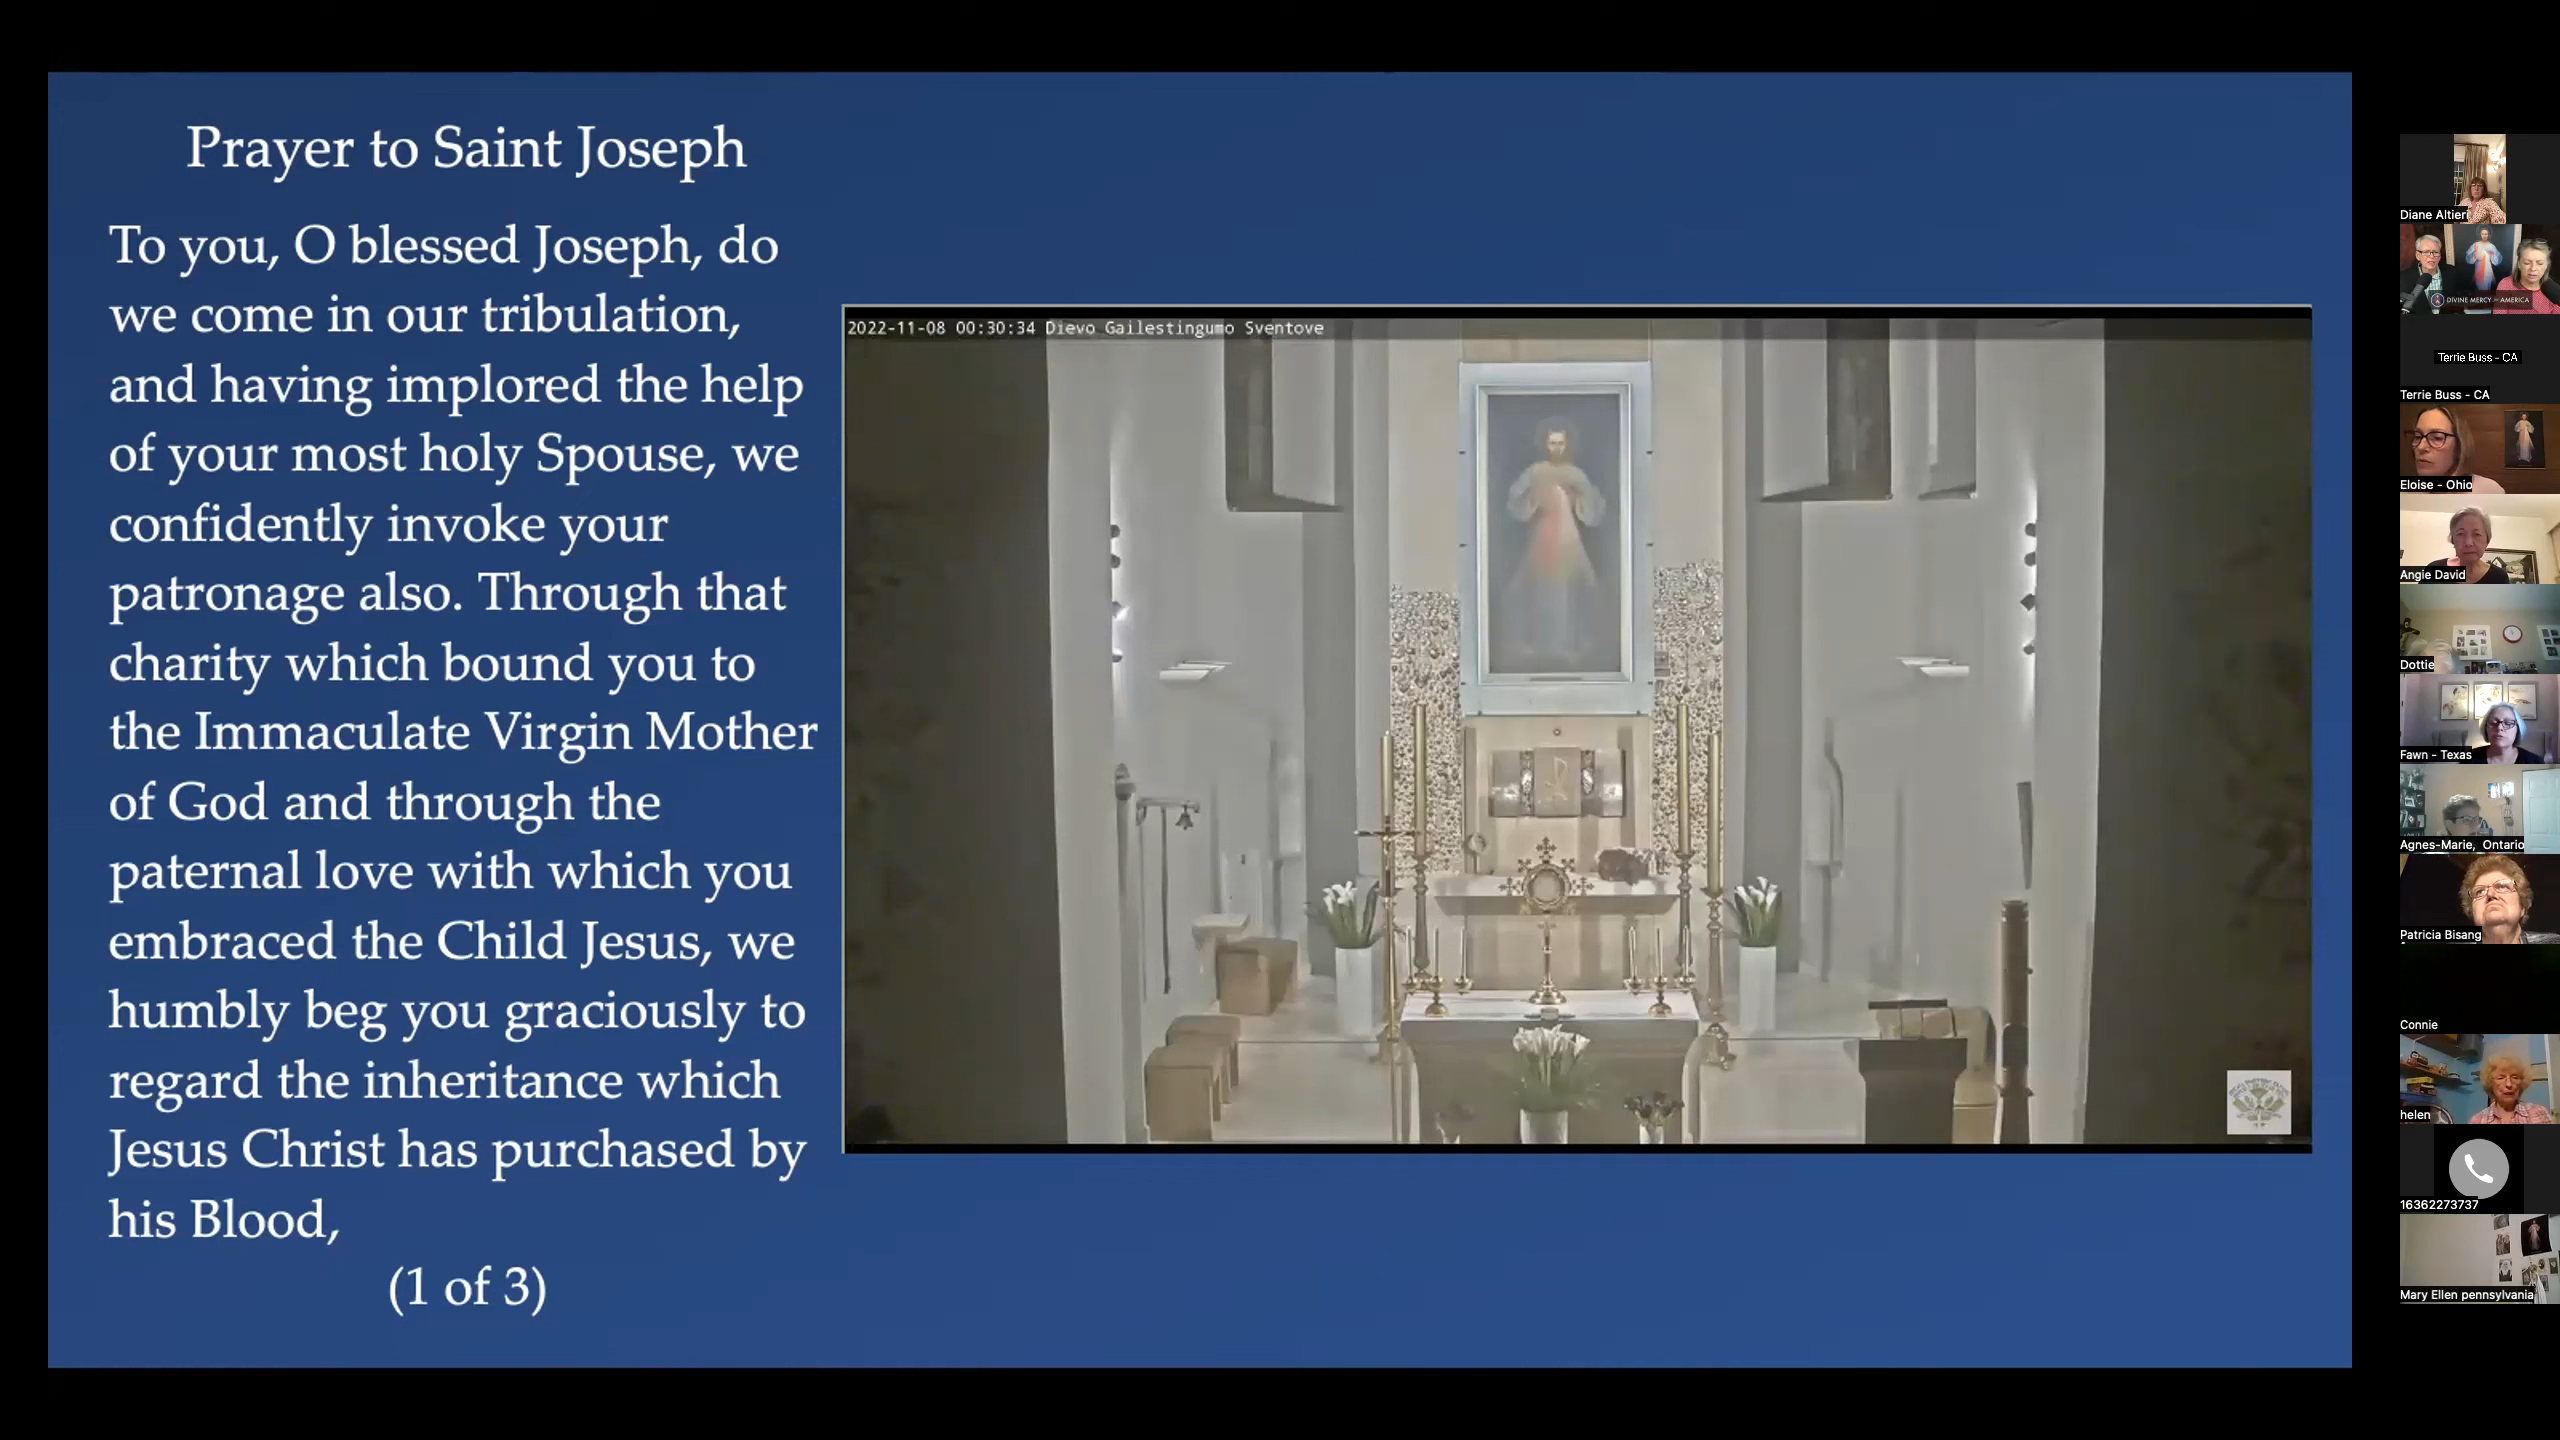 Prayer to Saint Joseph
To you, O blessed Joseph, do
we come in our tribulation,
and having implored the help
of your most holy Spouse, we
confidently invoke your
patronage also. Through that
charity which bound you to
the Immaculate Virgin Mother
of God and through the
paternal love with which you
embraced the Child Jesus, we
humbly beg you graciously to
regard the inheritance which
Jesus Christ has purchased by
his Blood,
(1 of 3)
2022-11-08 00:30:34 Dievo Gailestingumo Sventove
Diane Altieri
DIVINE MERCY for AMERICA
Terrie Buss - CA
Terrie Buss - CA
Eloise - Ohio
Angie David
Dottie
Fawn - Texas
Agnes-Marie, Ontario
Patricia Bisang
Connie
helen
16362273737
Mary Ellen pennsylvania